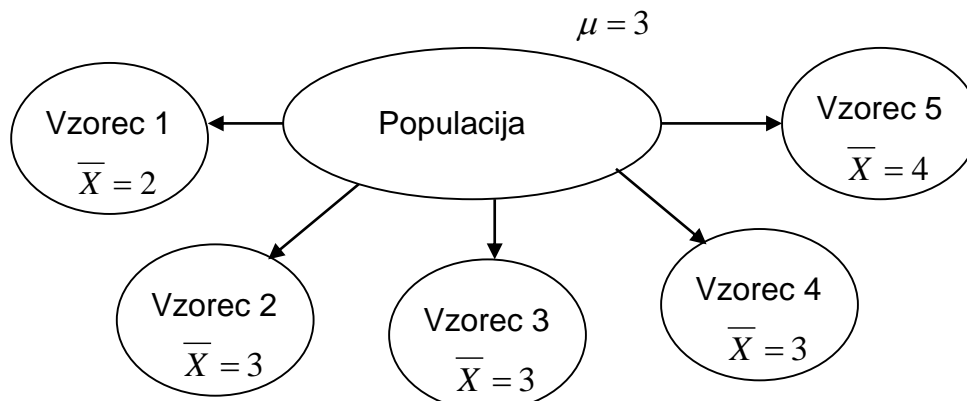 μ = 3
Populacija
Vzorec 1
X̅ = 2
Vzorec 2
X̅ = 3
Vzorec 3
X̅ = 3
Vzorec 4
X̅ = 3
Vzorec 5
X̅ = 4